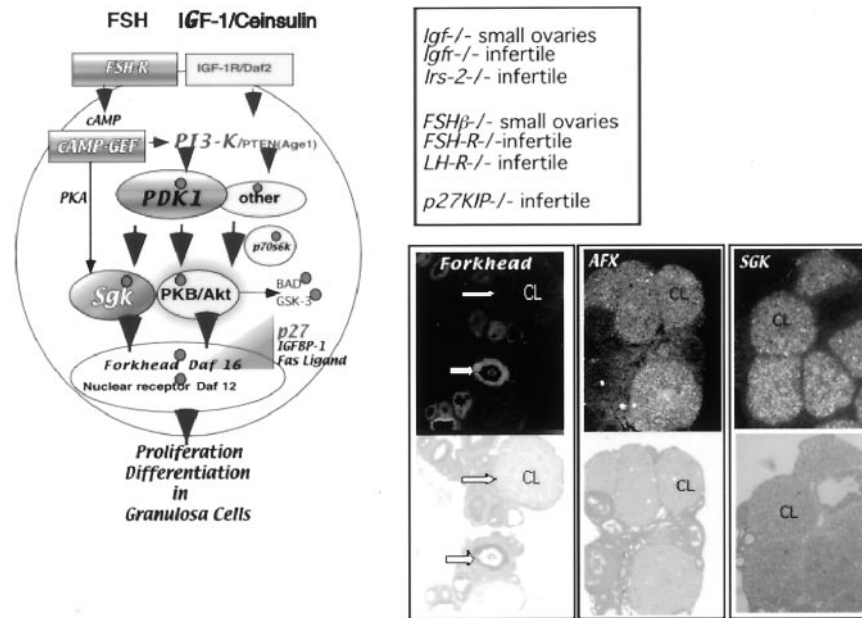 FSH IGF-1/Ceinsulin
FSH-R IGF-1R/Daf2
cAMP
cAMP-GEF PI3-K/PTEN(Age1)
PKA PDK1 other
p70s6k
Sgk PKB/Akt BAD
GSK-3
p27
IGFBP-1
Fas Ligand
Forkhead Daf 16
Nuclear receptor Daf 12
Proliferation
Differentiation
in
Granulosa Cells
Igf-/- small ovaries
Igfr-/- infertile
Irs-2-/- infertile
FSHβ-/- small ovaries
FSH-R-/-infertile
LH-R-/-infertile
p27KIP-/- infertile
Forkhead
CL
CL
AFX
CL
CL
SGK
CL
CL